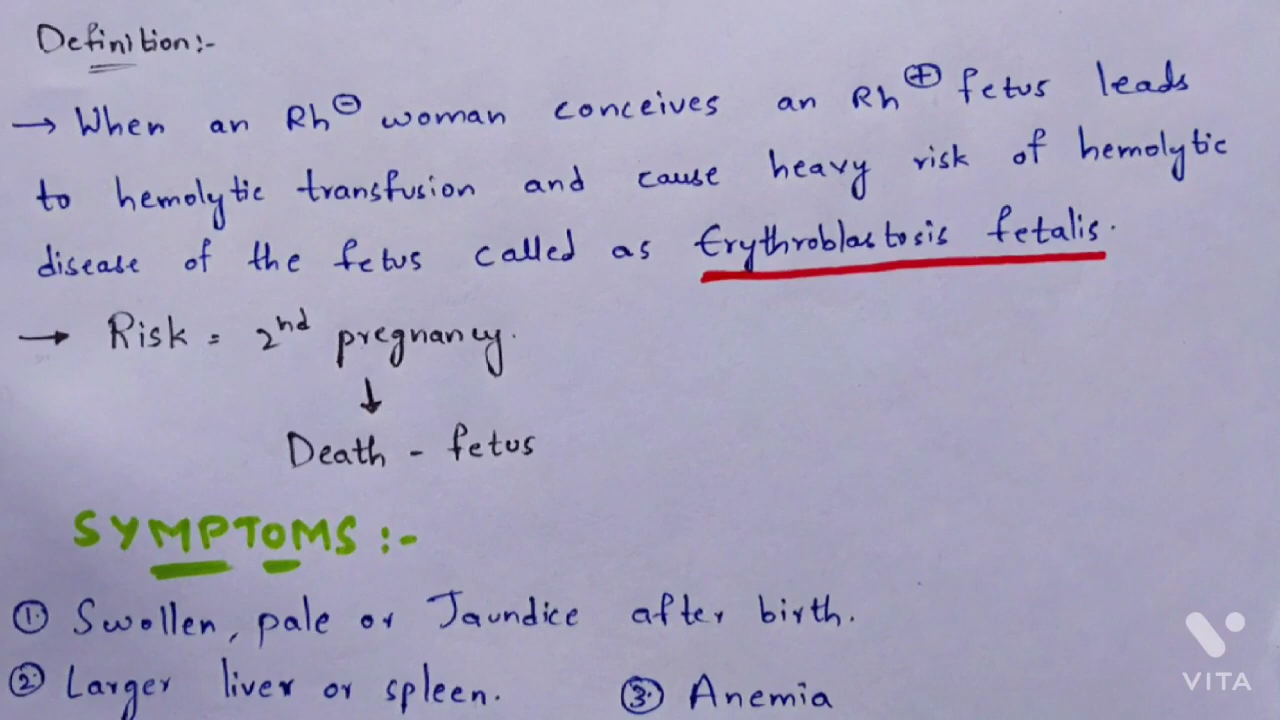 Definition:-
→ When an Rh⊖ woman conceives an Rh⊕ fetus leads
to hemolytic transfusion and cause heavy risk of hemolytic
disease of the fetus called as Erythroblastosis fetalis.
→ Risk = 2nd pregnancy.
↓
Death - fetus
SYMPTOMS :-
① Swollen, pale or Jaundice after birth.
② Larger liver or spleen. ③ Anemia
VITA